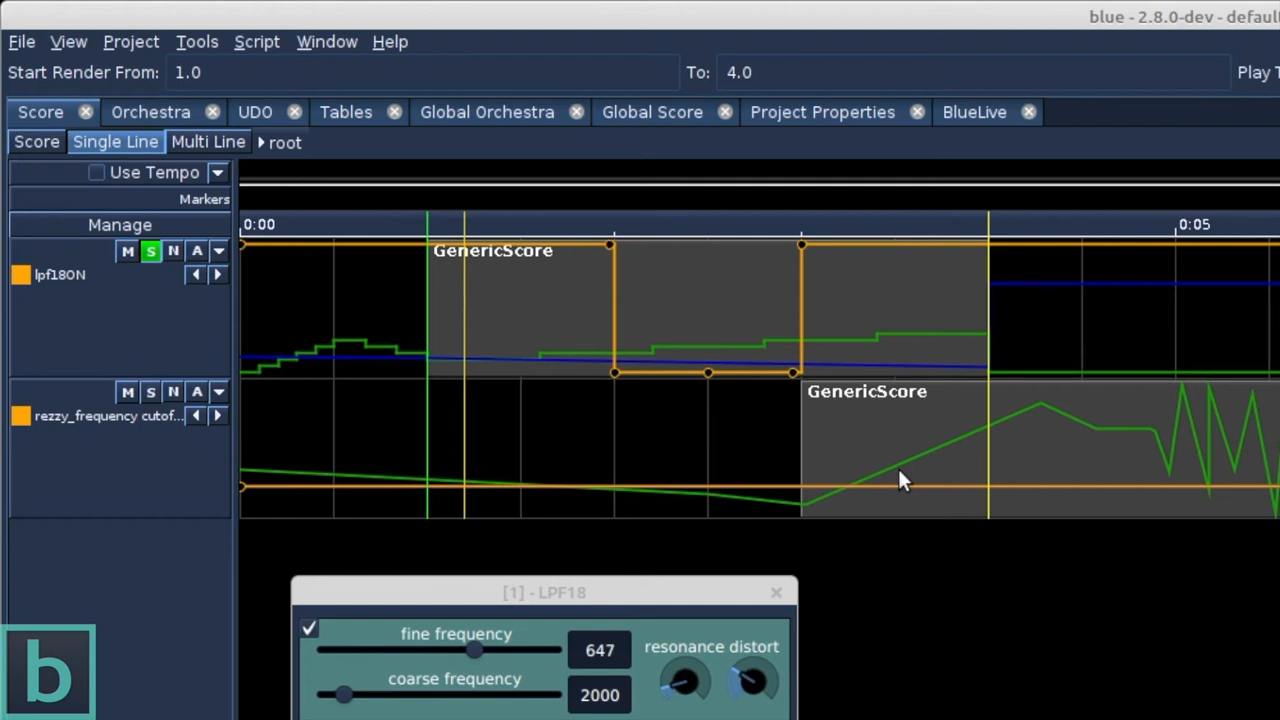 blue - 2.8.0-dev - default
File View Project Tools Script Window Help
Start Render From: 1.0 To: 4.0 Play T
Score Orchestra UDO Tables Global Orchestra Global Score Project Properties BlueLive
Score Single Line Multi Line root
Use Tempo
Markers
Manage 0:00 0:05
M S N A GenericScore
lpf18ON
M S N A GenericScore
rezzy_frequency cutof...
[1] - LPF18
fine frequency 647 resonance distort
coarse frequency 2000
b